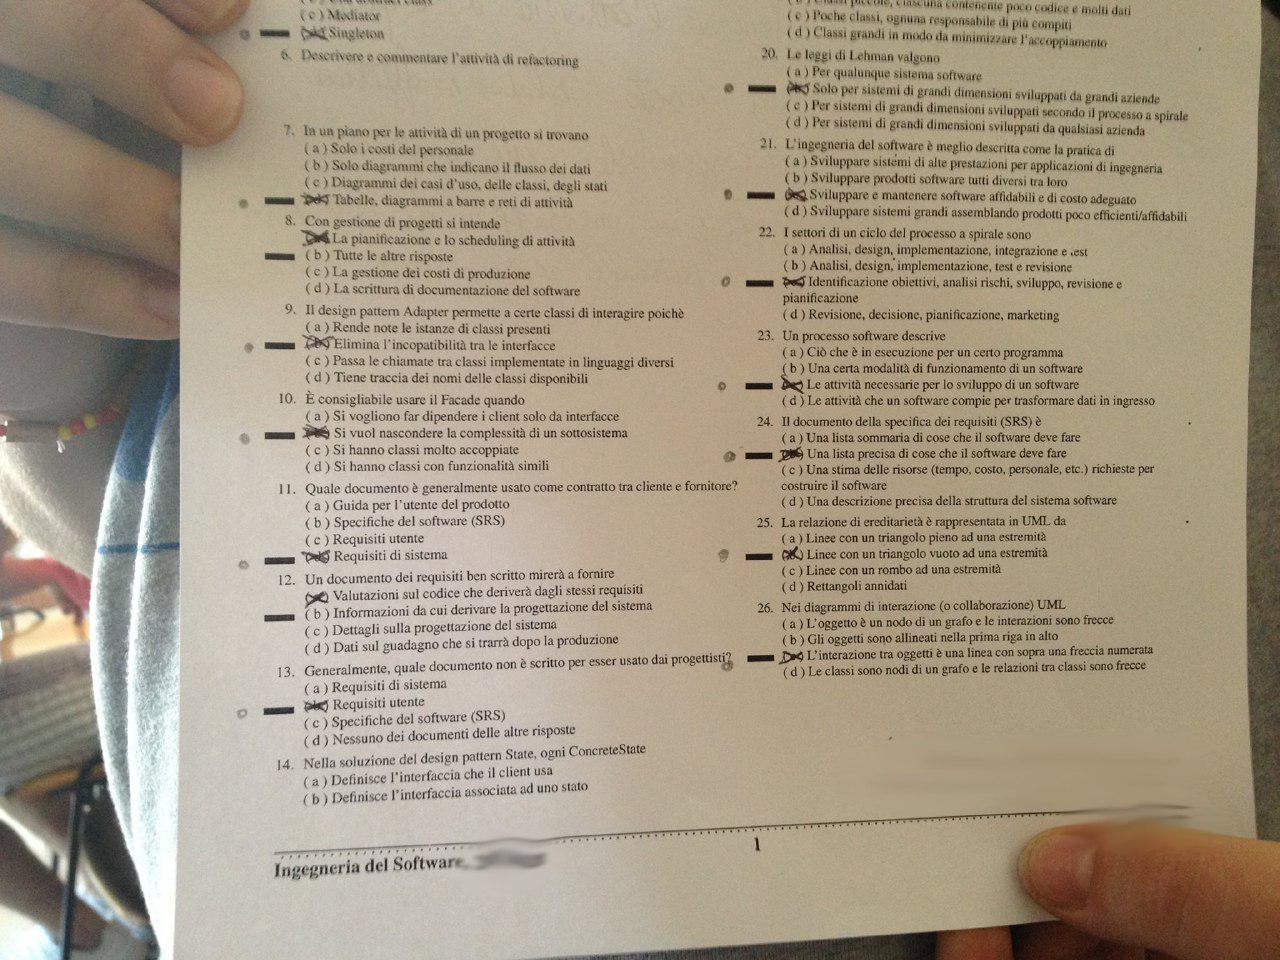 ( c ) Mediator
Singleton
6. Descrivere e commentare l'attività di refactoring
7. In un piano per le attività di un progetto si trovano
( a ) Solo i costi del personale
( b ) Solo diagrammi che indicano il flusso dei dati
( c ) Diagrammi dei casi d'uso, delle classi, degli stati
Tabelle, diagrammi a barre e reti di attività
8. Con gestione di progetti si intende
La pianificazione e lo scheduling di attività
( b ) Tutte le altre risposte
( c ) La gestione dei costi di produzione
( d ) La scrittura di documentazione del software
9. Il design pattern Adapter permette a certe classi di interagire poichè
( a ) Rende note le istanze di classi presenti
Elimina l'incopatibilità tra le interfacce
( c ) Passa le chiamate tra classi implementate in linguaggi diversi
( d ) Tiene traccia dei nomi delle classi disponibili
10. È consigliabile usare il Facade quando
( a ) Si vogliono far dipendere i client solo da interfacce
Si vuol nascondere la complessità di un sottosistema
( c ) Si hanno classi molto accoppiate
( d ) Si hanno classi con funzionalità simili
11. Quale documento è generalmente usato come contratto tra cliente e fornitore?
( a ) Guida per l'utente del prodotto
( b ) Specifiche del software (SRS)
( c ) Requisiti utente
Requisiti di sistema
12. Un documento dei requisiti ben scritto mirerà a fornire
Valutazioni sul codice che deriverà dagli stessi requisiti
( b ) Informazioni da cui derivare la progettazione del sistema
( c ) Dettagli sulla progettazione del sistema
( d ) Dati sul guadagno che si trarrà dopo la produzione
13. Generalmente, quale documento non è scritto per esser usato dai progettisti?
( a ) Requisiti di sistema
Requisiti utente
( c ) Specifiche del software (SRS)
( d ) Nessuno dei documenti delle altre risposte
14. Nella soluzione del design pattern State, ogni ConcreteState
( a ) Definisce l'interfaccia che il client usa
( b ) Definisce l'interfaccia associata ad uno stato
contenente poco codice e molti dati
( c ) Poche classi, ognuna responsabile di più compiti
( d ) Classi grandi in modo da minimizzare l'accoppiamento
20. Le leggi di Lehman valgono
( a ) Per qualunque sistema software
Solo per sistemi di grandi dimensioni sviluppati da grandi aziende
( c ) Per sistemi di grandi dimensioni sviluppati secondo il processo a spirale
( d ) Per sistemi di grandi dimensioni sviluppati da qualsiasi azienda
21. L'ingegneria del software è meglio descritta come la pratica di
( a ) Sviluppare sistemi di alte prestazioni per applicazioni di ingegneria
( b ) Sviluppare prodotti software tutti diversi tra loro
Sviluppare e mantenere software affidabili e di costo adeguato
( d ) Sviluppare sistemi grandi assemblando prodotti poco efficienti/affidabili
22. I settori di un ciclo del processo a spirale sono
( a ) Analisi, design, implementazione, integrazione e test
( b ) Analisi, design, implementazione, test e revisione
Identificazione obiettivi, analisi rischi, sviluppo, revisione e
pianificazione
( d ) Revisione, decisione, pianificazione, marketing
23. Un processo software descrive
( a ) Ciò che è in esecuzione per un certo programma
( b ) Una certa modalità di funzionamento di un software
Le attività necessarie per lo sviluppo di un software
( d ) Le attività che un software compie per trasformare dati in ingresso
24. Il documento della specifica dei requisiti (SRS) è
( a ) Una lista sommaria di cose che il software deve fare
Una lista precisa di cose che il software deve fare
( c ) Una stima delle risorse (tempo, costo, personale, etc.) richieste per
costruire il software
( d ) Una descrizione precisa della struttura del sistema software
25. La relazione di ereditarietà è rappresentata in UML da
( a ) Linee con un triangolo pieno ad una estremità
Linee con un triangolo vuoto ad una estremità
( c ) Linee con un rombo ad una estremità
( d ) Rettangoli annidati
26. Nei diagrammi di interazione (o collaborazione) UML
( a ) L'oggetto è un nodo di un grafo e le interazioni sono frecce
( b ) Gli oggetti sono allineati nella prima riga in alto
L'interazione tra oggetti è una linea con sopra una freccia numerata
( d ) Le classi sono nodi di un grafo e le relazioni tra classi sono frecce
1
Ingegneria del Software